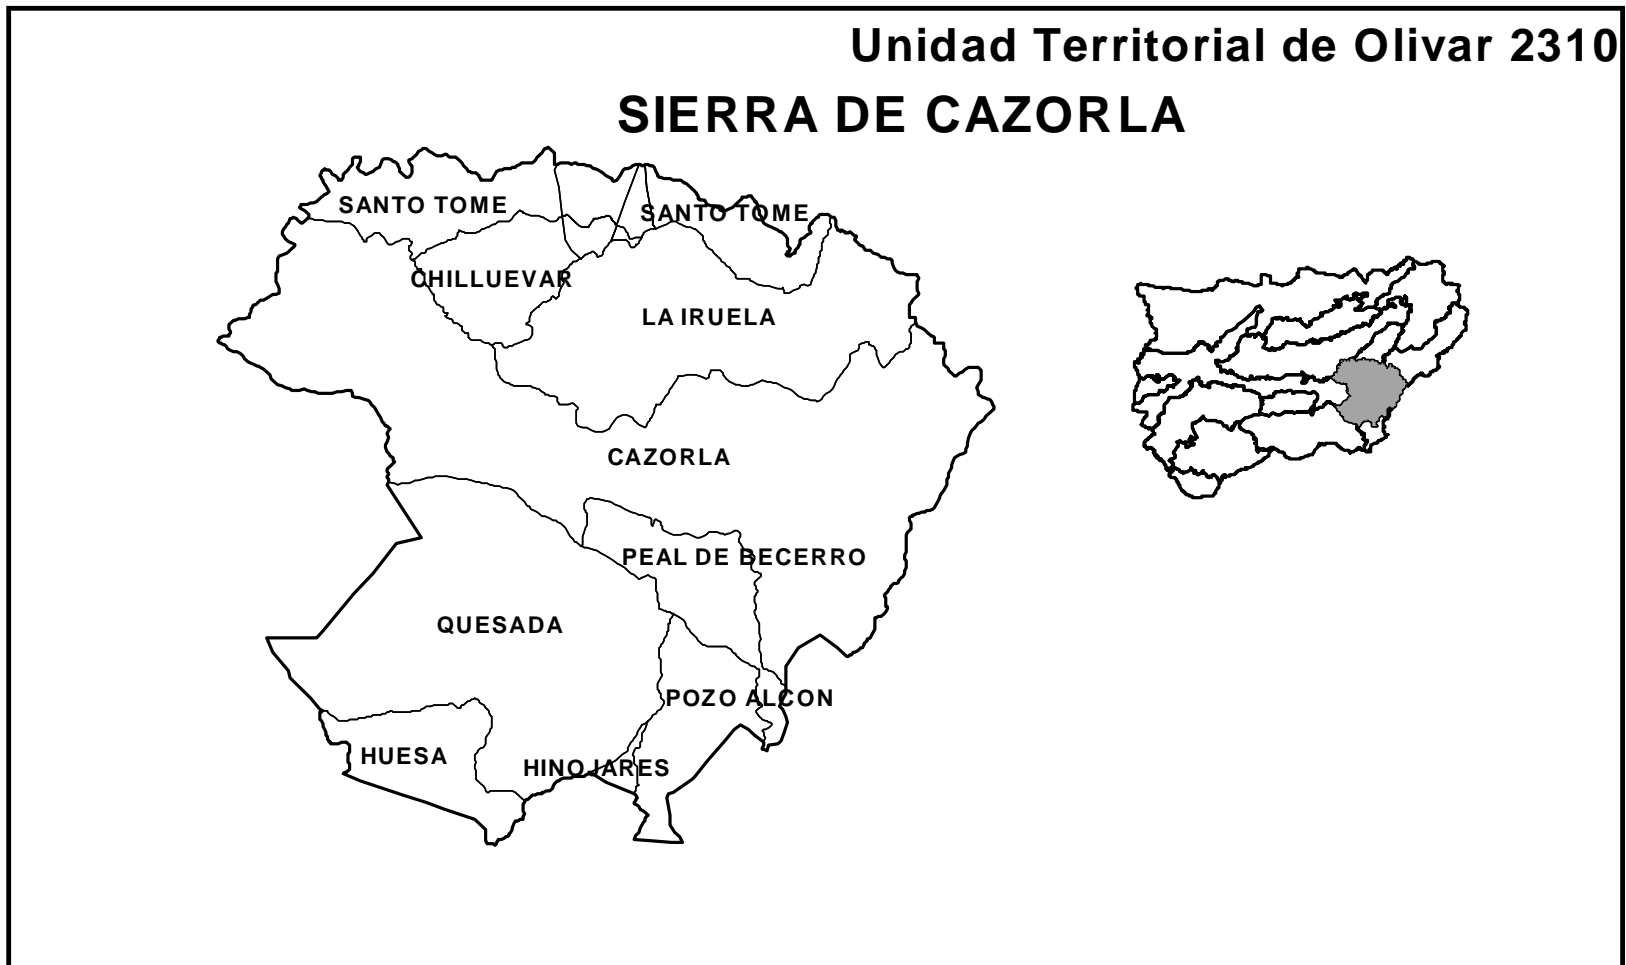 Unidad Territorial de Olivar 2310
SIERRA DE CAZORLA
SANTO TOME
SANTO TOME
CHILLUEVAR
LA IRUELA
CAZORLA
PEAL DE BECERRO
QUESADA
POZO ALCON
HUESA
HINOJARES